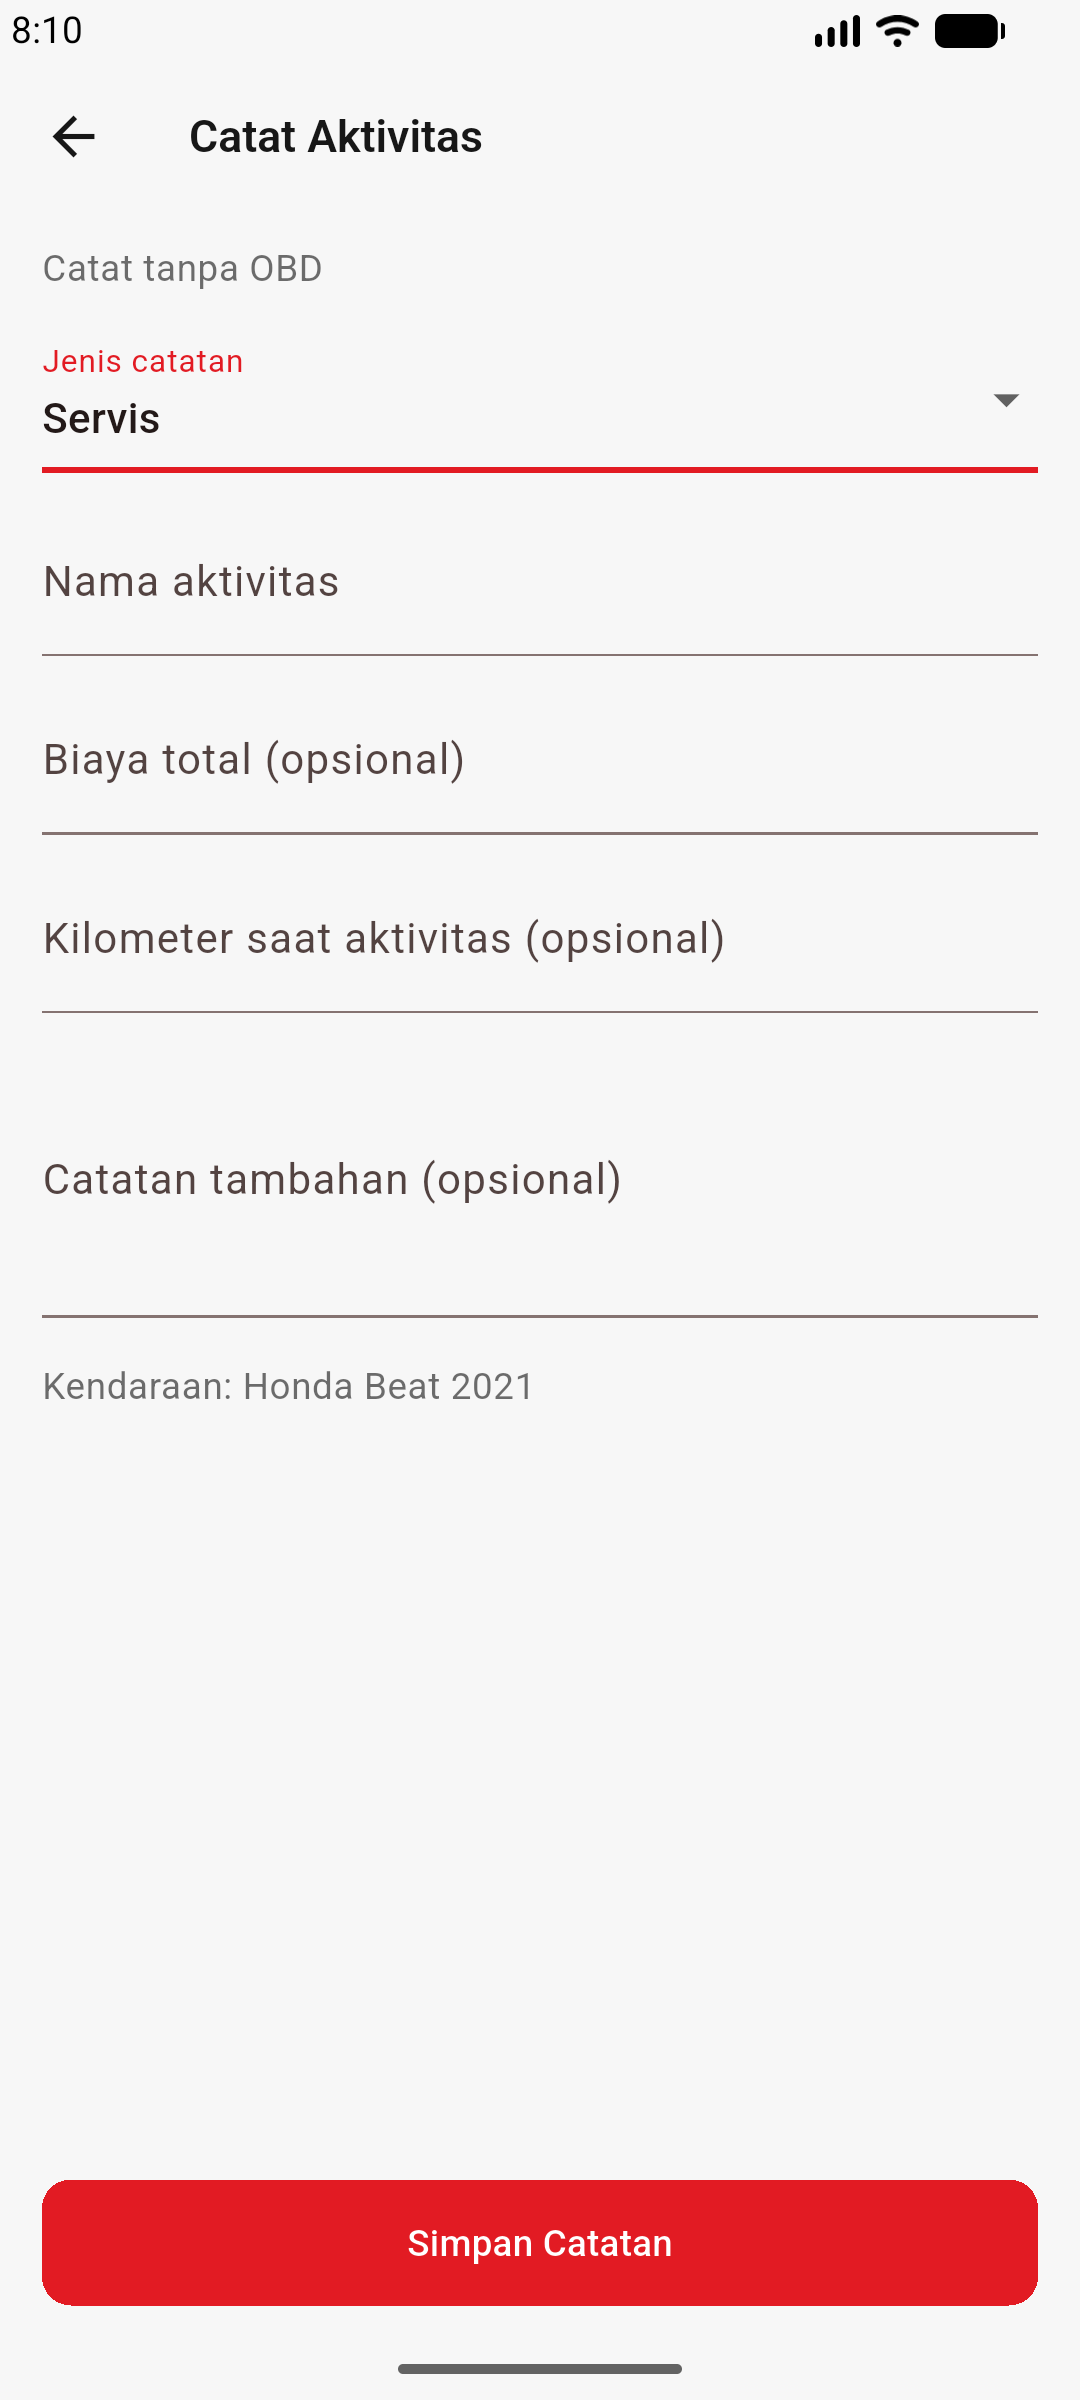 8:10
Catat Aktivitas
Catat tanpa OBD
Jenis catatan
Servis
Nama aktivitas
Biaya total (opsional)
Kilometer saat aktivitas (opsional)
Catatan tambahan (opsional)
Kendaraan: Honda Beat 2021
Simpan Catatan